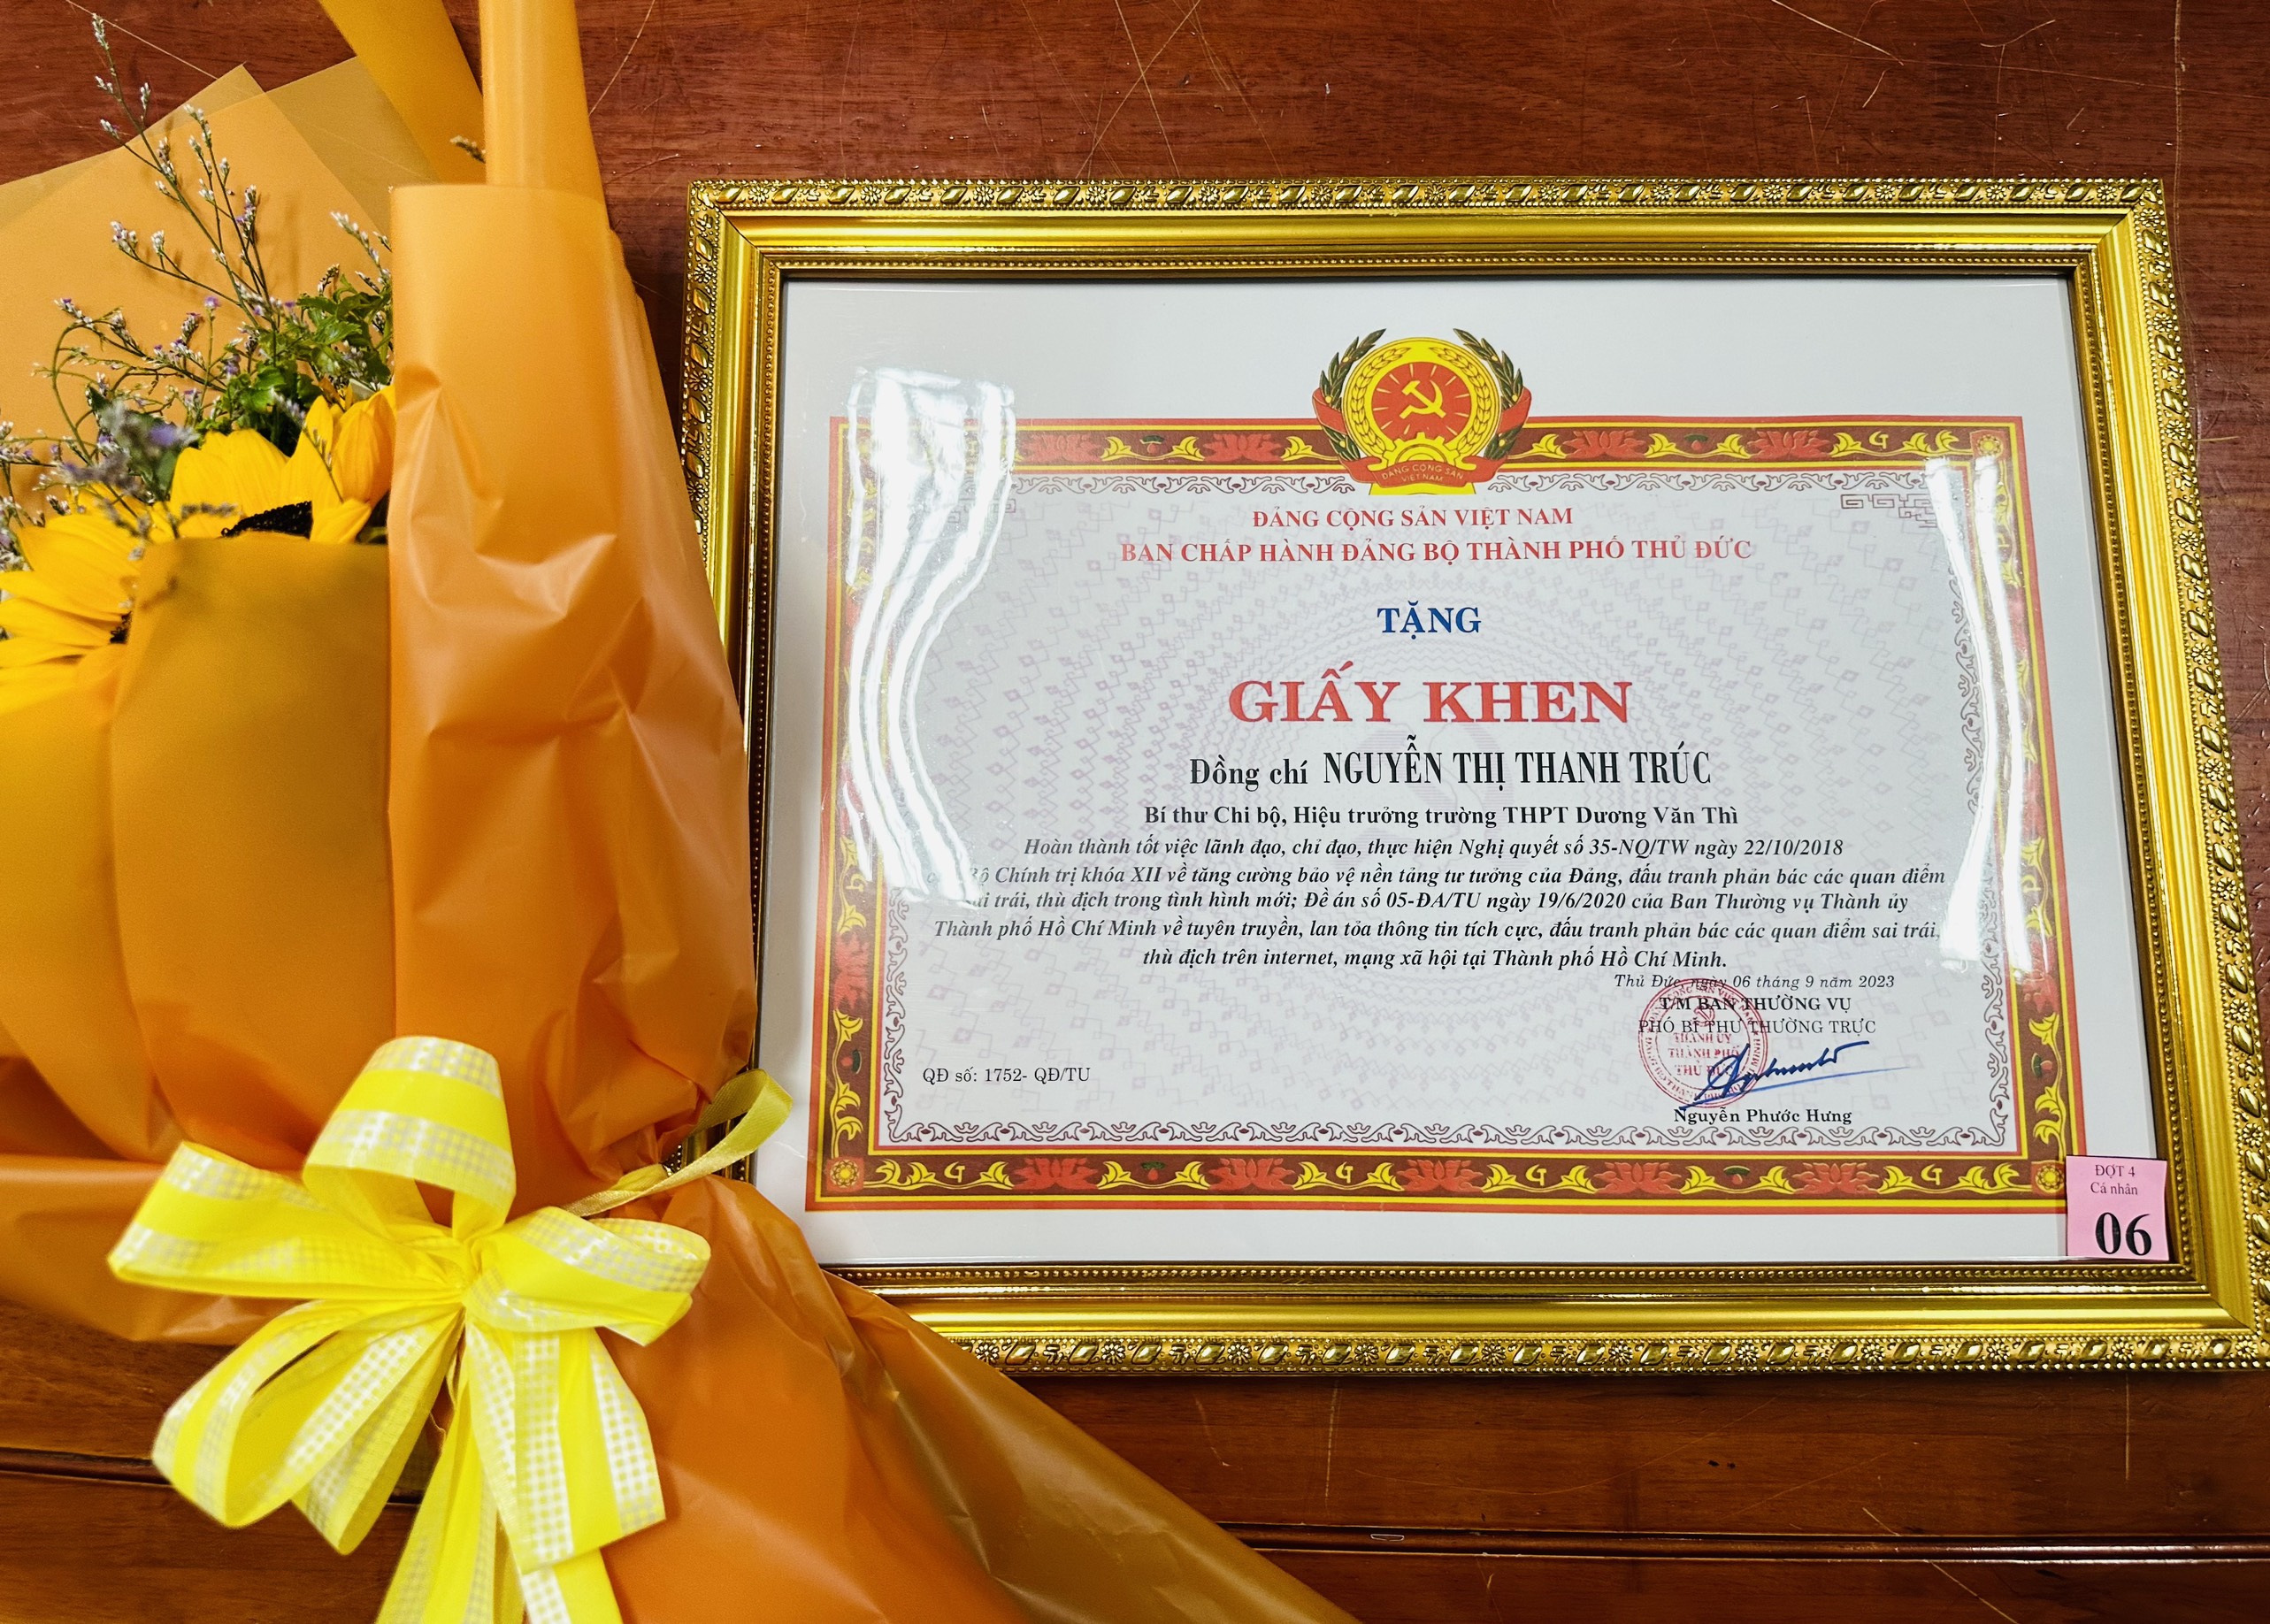 ĐẢNG CỘNG SẢN
VIỆT NAM
ĐẢNG CỘNG SẢN VIỆT NAM
BAN CHẤP HÀNH ĐẢNG BỘ THÀNH PHỐ THỦ ĐỨC
TẶNG
GIẤY KHEN
Đồng chí NGUYỄN THỊ THANH TRÚC
Bí thư Chi bộ, Hiệu trưởng trường THPT Dương Văn Thì
Hoàn thành tốt việc lãnh đạo, chỉ đạo, thực hiện Nghị quyết số 35-NQ/TW ngày 22/10/2018
Bộ Chính trị khóa XII về tăng cường bảo vệ nền tảng tư tưởng của Đảng, đấu tranh phản bác các quan điểm
sai trái, thù địch trong tình hình mới; Đề án số 05-ĐA/TU ngày 19/6/2020 của Ban Thường vụ Thành ủy
Thành phố Hồ Chí Minh về tuyên truyền, lan tỏa thông tin tích cực, đấu tranh phản bác các quan điểm sai trái,
thù địch trên internet, mạng xã hội tại Thành phố Hồ Chí Minh.
Thủ Đức, ngày 06 tháng 9 năm 2023
T/M BAN THƯỜNG VỤ
PHÓ BÍ THƯ THƯỜNG TRỰC
THÀNH ỦY
THÀNH PHỐ
THỦ ĐỨC
QĐ số: 1752- QĐ/TU
Nguyễn Phước Hưng
ĐỢT 4
Cá nhân
06